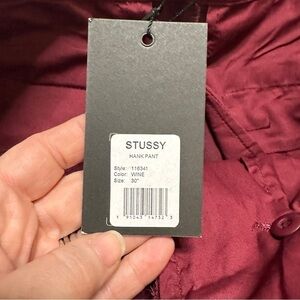 STUSSY
HANK PANT
Style: 116341
Color: WINE
Size: 30"